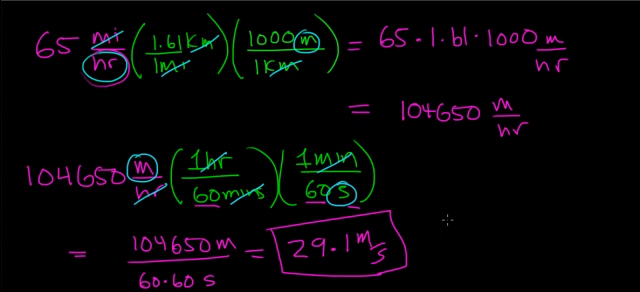 65 mi/hr (1.61 Km / 1 mi) (1000 m / 1 Km) = 65 · 1.61 · 1000 m/hr
= 104650 m/hr
104650 m/hr (1 hr / 60 mins) (1 min / 60 s)
= 104650 m / 60·60 s = 29.1 m/s